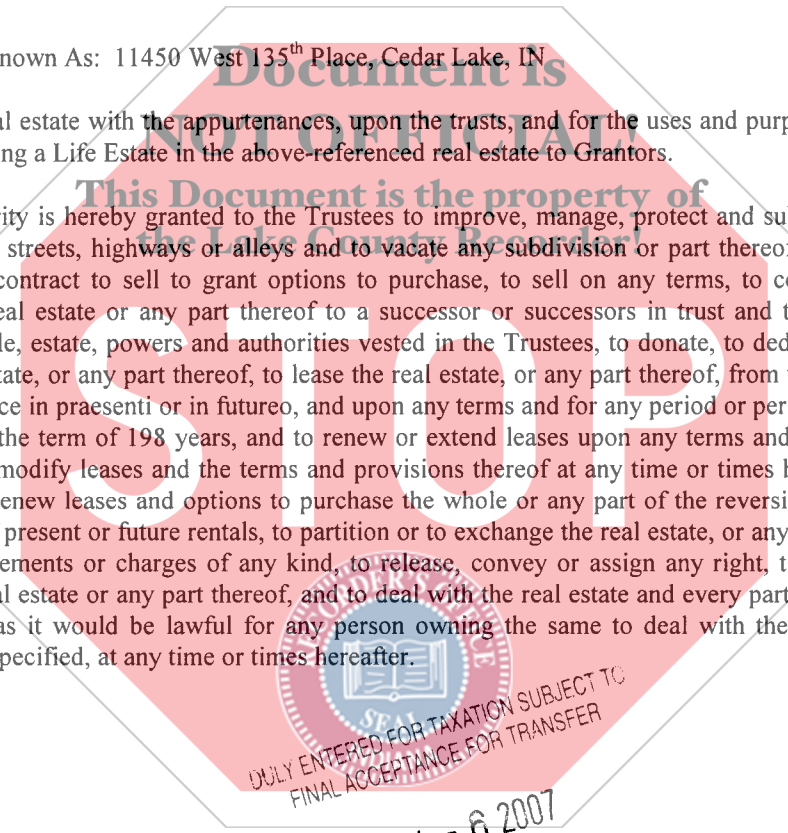 nown As: 11450 West 135th Place, Cedar Lake, IN
Document is
al estate with the appurtenances, upon the trusts, and for the uses and purp
NOT OFFICIAL!
ng a Life Estate in the above-referenced real estate to Grantors.
This Document is the property of
rity is hereby granted to the Trustees to improve, manage, protect and su
the Lake County Recorder!
streets, highways or alleys and to vacate any subdivision or part thereo
contract to sell to grant options to purchase, to sell on any terms, to c
eal estate or any part thereof to a successor or successors in trust and t
le, estate, powers and authorities vested in the Trustees, to donate, to ded
tate, or any part thereof, to lease the real estate, or any part thereof, from
ce in praesenti or in futureo, and upon any terms and for any period or per
the term of 198 years, and to renew or extend leases upon any terms and
modify leases and the terms and provisions thereof at any time or times h
enew leases and options to purchase the whole or any part of the reversi
present or future rentals, to partition or to exchange the real estate, or any
ements or charges of any kind, to release, convey or assign any right, t
al estate or any part thereof, and to deal with the real estate and every part
as it would be lawful for any person owning the same to deal with the
pecified, at any time or times hereafter.
STOP
RECORDER'S OFFICE
SEAL
INDIANA
DULY ENTERED FOR TAXATION SUBJECT TO
FINAL ACCEPTANCE FOR TRANSFER
6 2007